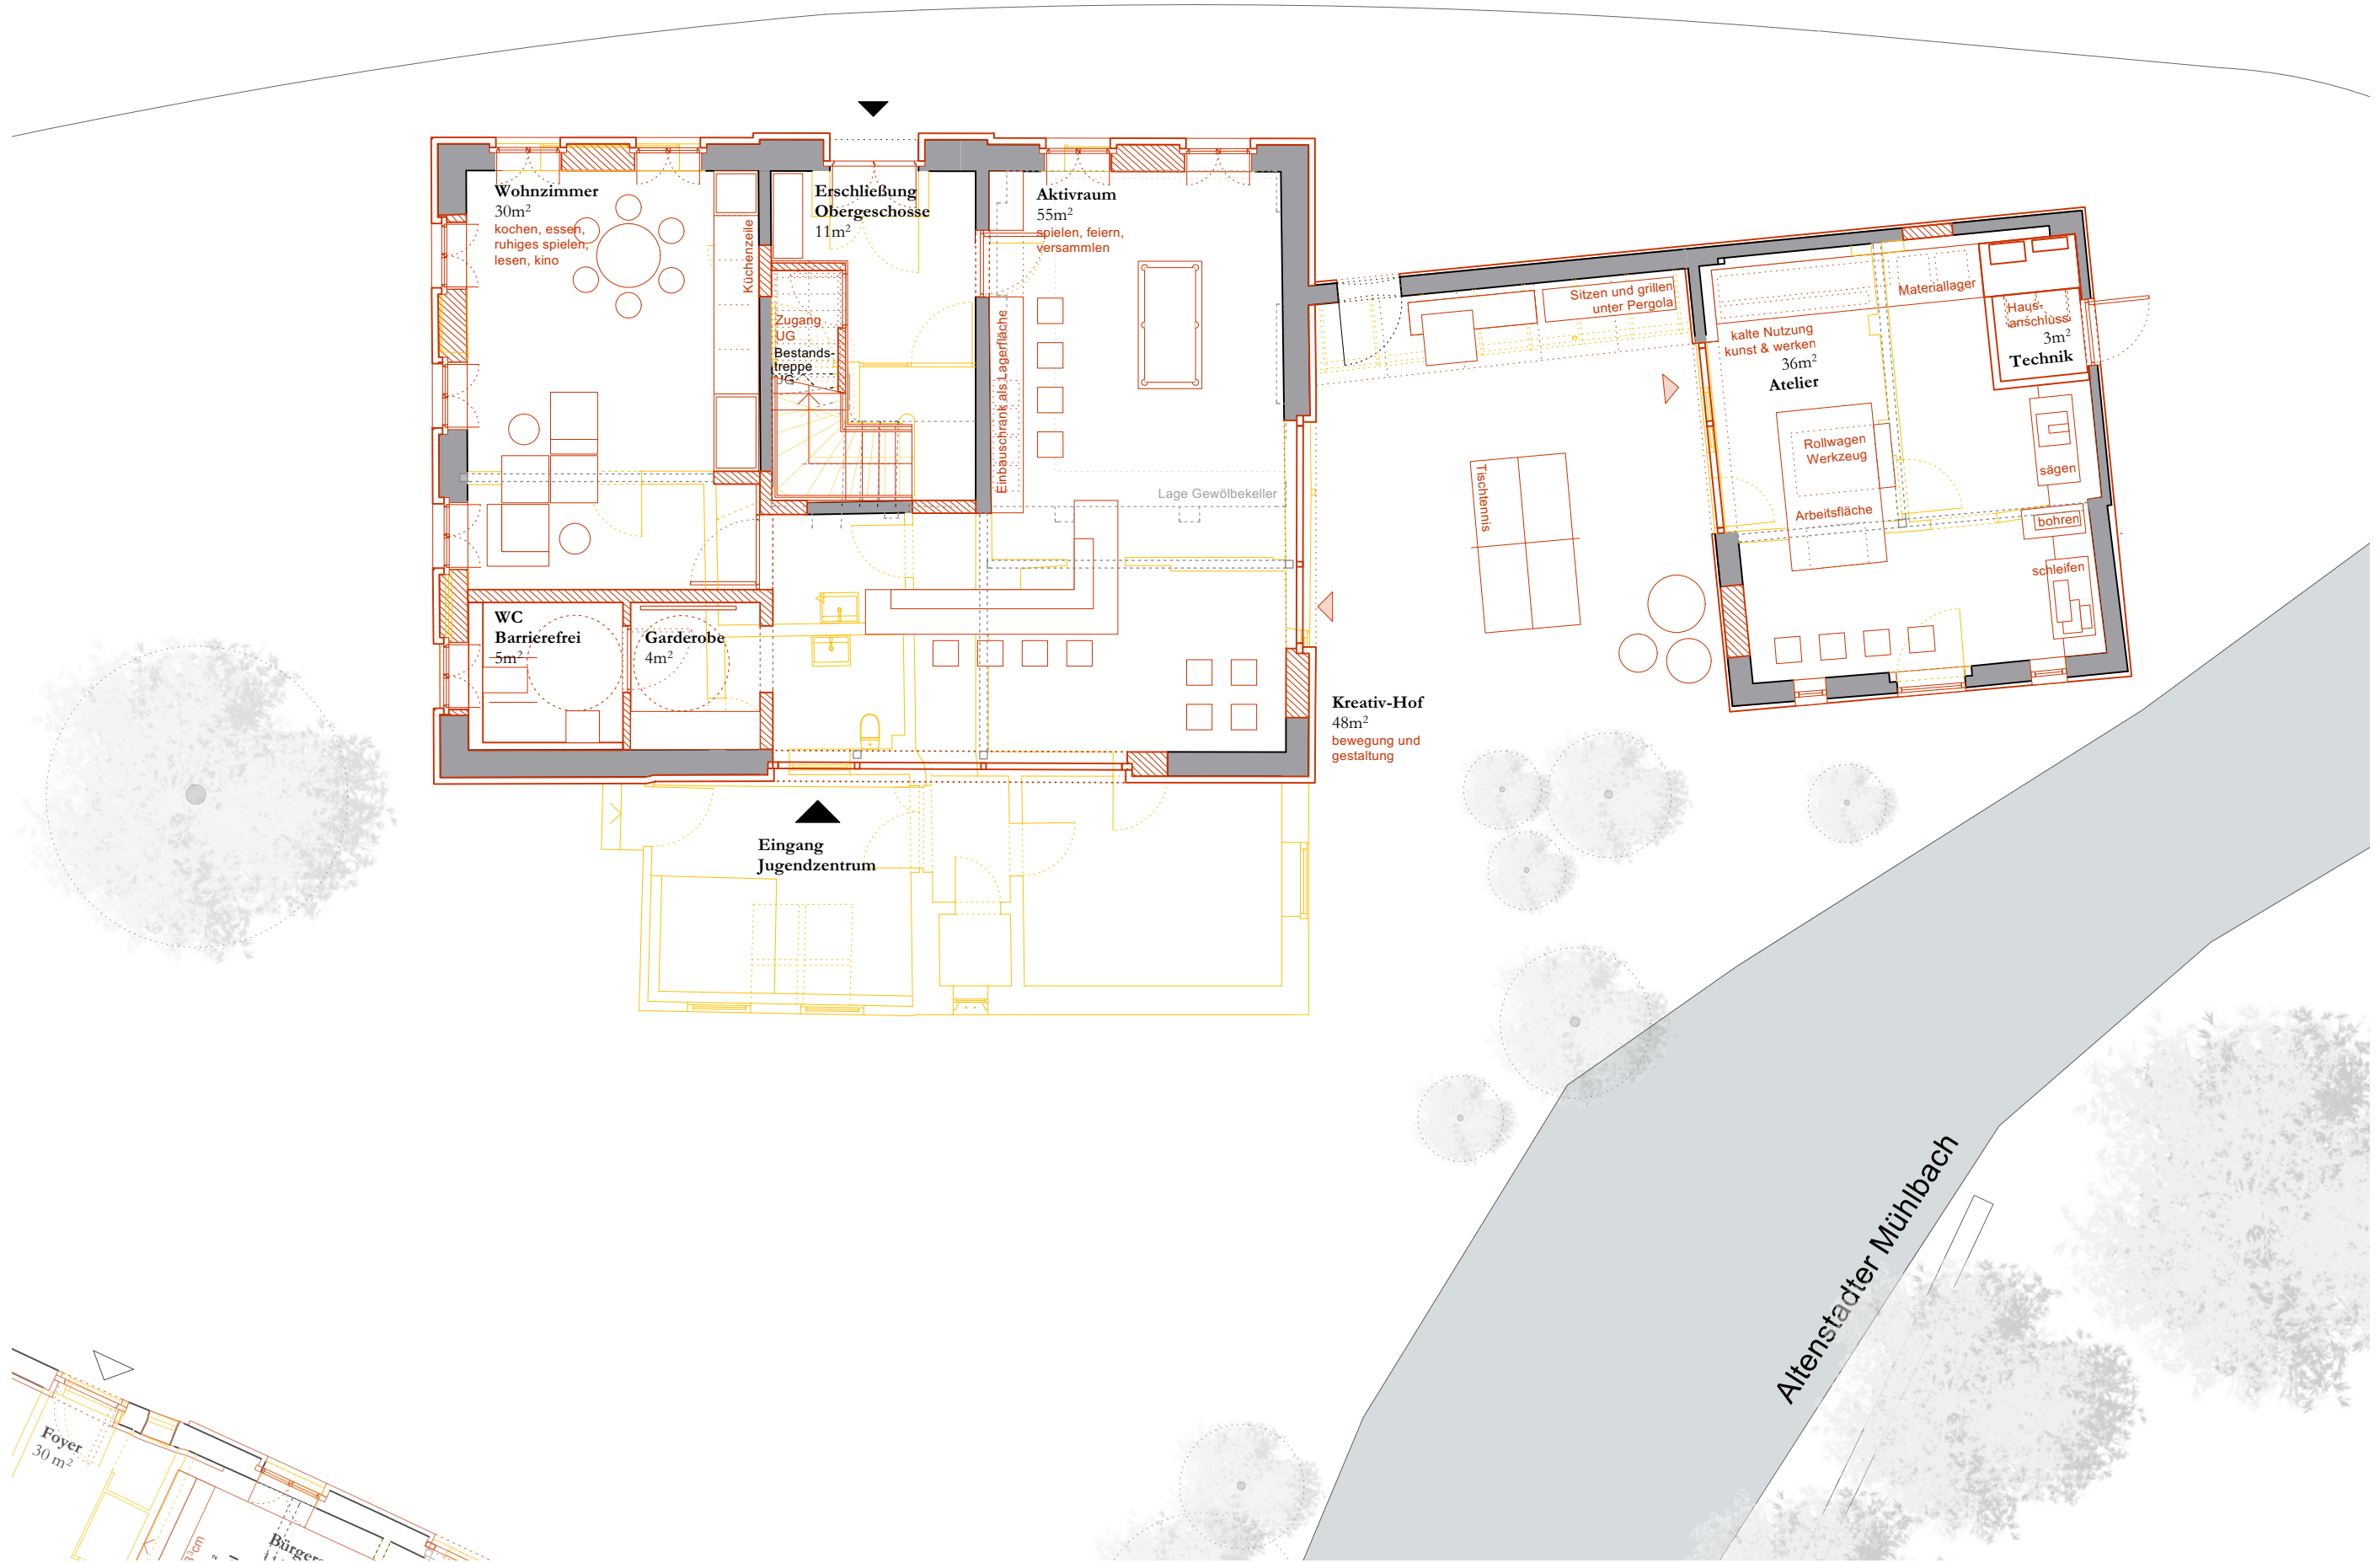 Wohnzimmer
30m²
kochen, essen,
ruhiges spielen,
lesen, kino
Küchenzeile
Erschließung
Obergeschosse
11m²
Zugang
UG
Bestands-
treppe
UG
Aktivraum
55m²
spielen, feiern,
versammlen
Einbauschrank als Lagerfläche
Lage Gewölbekeller
Sitzen und grillen
unter Pergola
Tischtennis
Materiallager
kalte Nutzung
kunst & werken
36m²
Atelier
Haus-
anschluss
3m²
Technik
Rollwagen
Werkzeug
Arbeitsfläche
sägen
bohren
schleifen
WC
Barrierefrei
5m²
Garderobe
4m²
Kreativ-Hof
48m²
bewegung und
gestaltung
Eingang
Jugendzentrum
Altenstadter Mühlbach
Foyer
30 m²